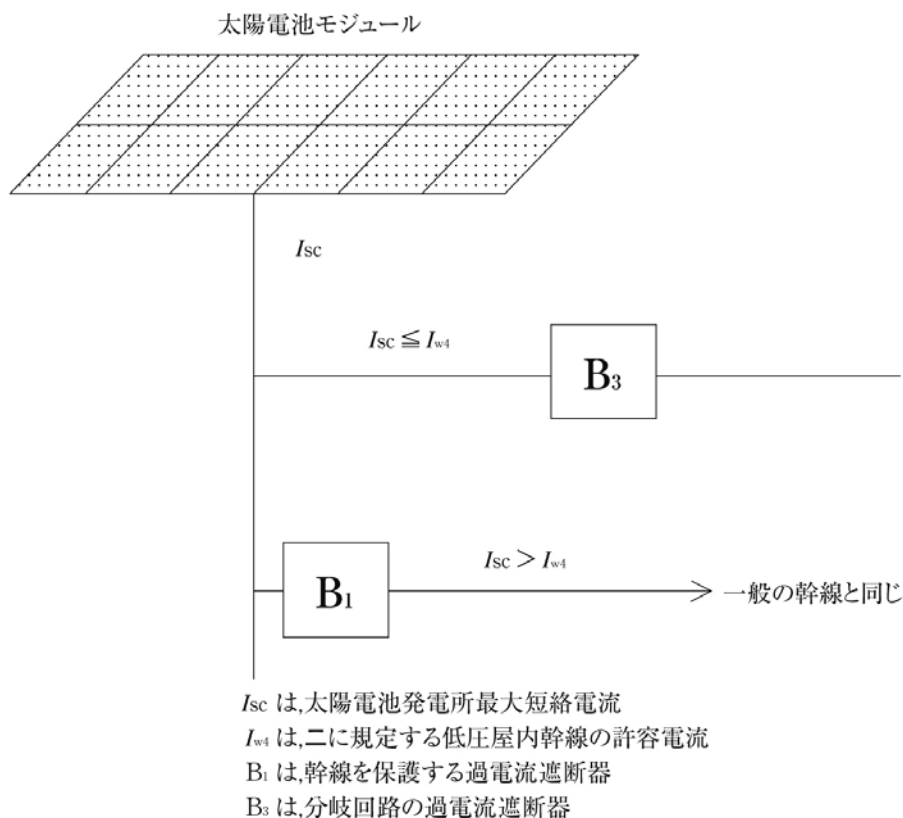 太陽電池モジュール
Isc
Isc ≦ Iw4
B3
Isc > Iw4
B1
一般の幹線と同じ
Isc は,太陽電池発電所最大短絡電流
Iw4 は,ニに規定する低圧屋内幹線の許容電流
B1 は,幹線を保護する過電流遮断器
B3 は,分岐回路の過電流遮断器